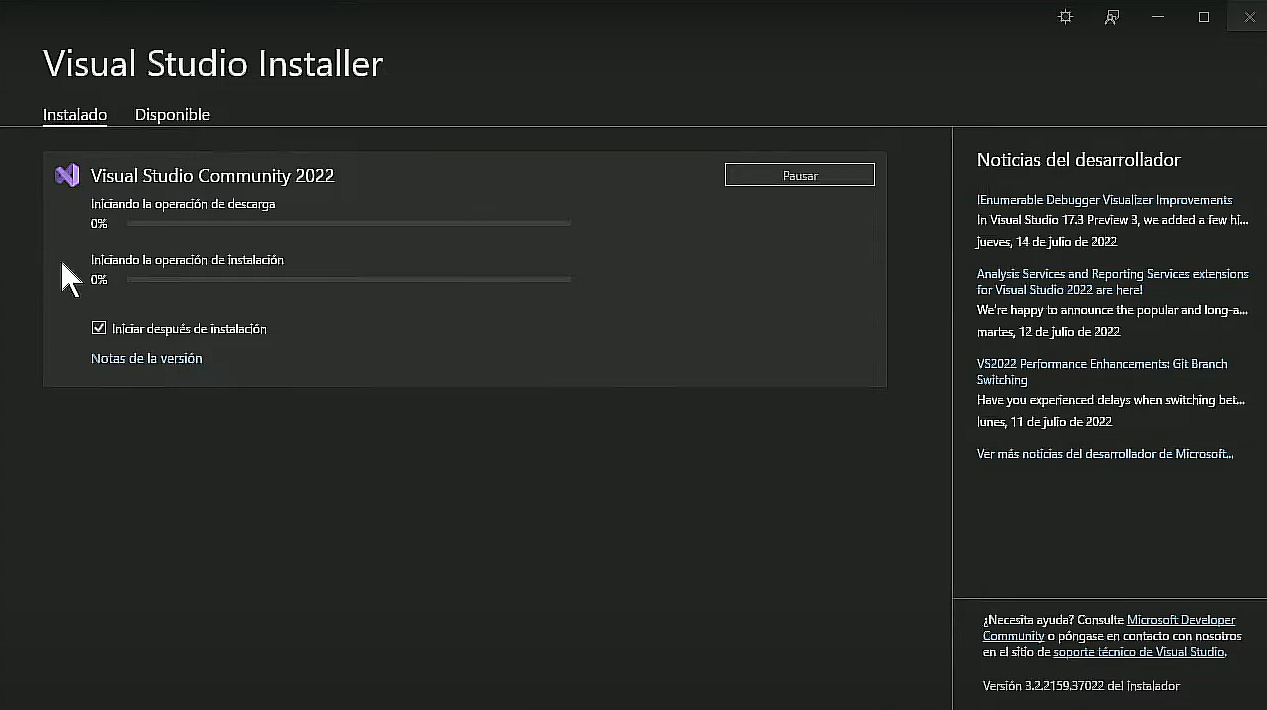 Visual Studio Installer
Instalado
Disponible
Visual Studio Community 2022
Pausar
Iniciando la operación de descarga
0%
Iniciando la operación de instalación
0%
Iniciar después de instalación
Notas de la versión
Noticias del desarrollador
IEnumerable Debugger Visualizer Improvements
In Visual Studio 17.3 Preview 3, we added a few hi...
jueves, 14 de julio de 2022
Analysis Services and Reporting Services extensions
for Visual Studio 2022 are here!
We're happy to announce the popular and long-a...
martes, 12 de julio de 2022
VS2022 Performance Enhancements: Git Branch
Switching
Have you experienced delays when switching bet...
lunes, 11 de julio de 2022
Ver más noticias del desarrollador de Microsoft...
¿Necesita ayuda? Consulte Microsoft Developer
Community o póngase en contacto con nosotros
en el sitio de soporte técnico de Visual Studio.
Versión 3.2.2159.37022 del instalador